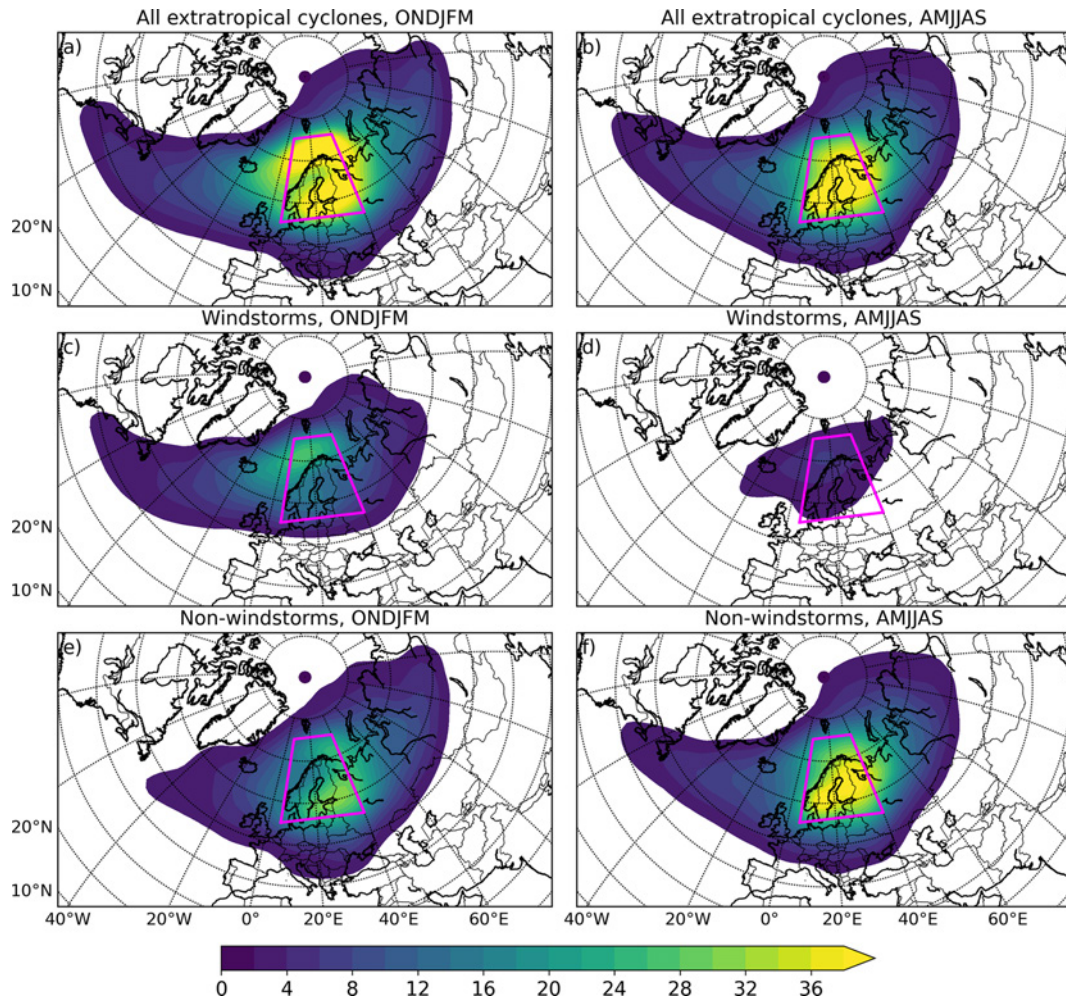 All extratropical cyclones, ONDJFM
All extratropical cyclones, AMJJAS
a)
b)
20°N
10°N
Windstorms, ONDJFM
Windstorms, AMJJAS
c)
d)
20°N
10°N
Non-windstorms, ONDJFM
Non-windstorms, AMJJAS
e)
f)
20°N
10°N
40°W 20°W 0° 20°E 40°E 60°E
40°W 20°W 0° 20°E 40°E 60°E
0 4 8 12 16 20 24 28 32 36